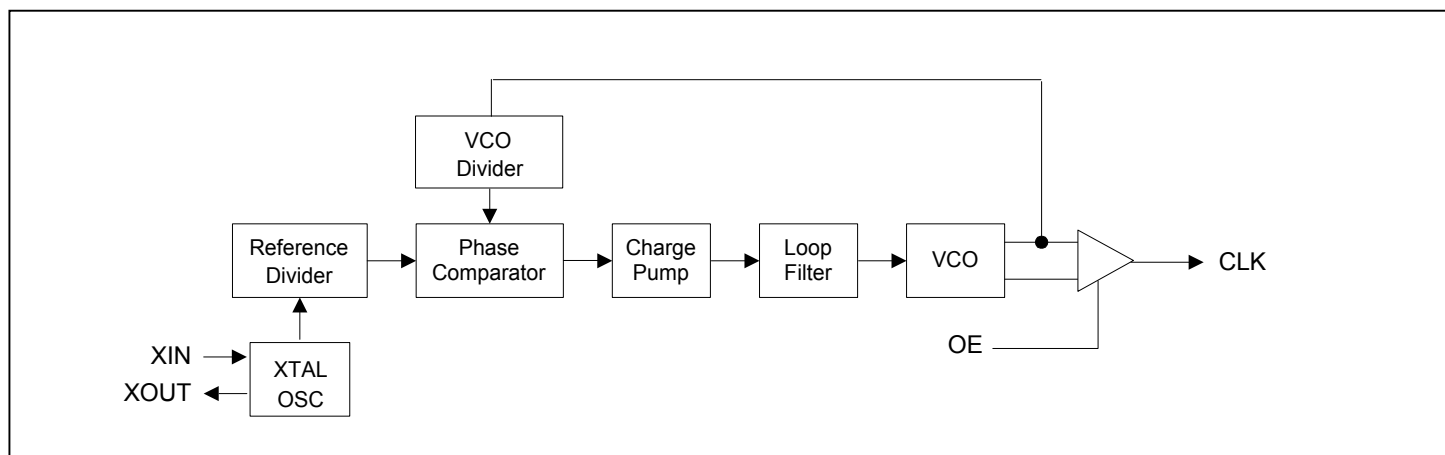 VCO
Divider
Reference
Divider
Phase
Comparator
Charge
Pump
Loop
Filter
VCO
CLK
XIN
XOUT
XTAL
OSC
OE